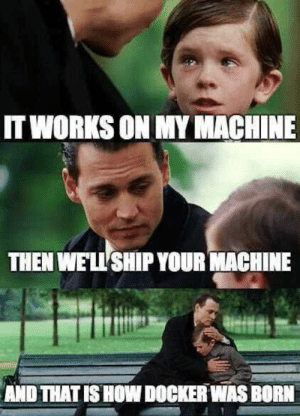 IT WORKS ON MY MACHINE
THEN WE'LL SHIP YOUR MACHINE
AND THAT IS HOW DOCKER WAS BORN